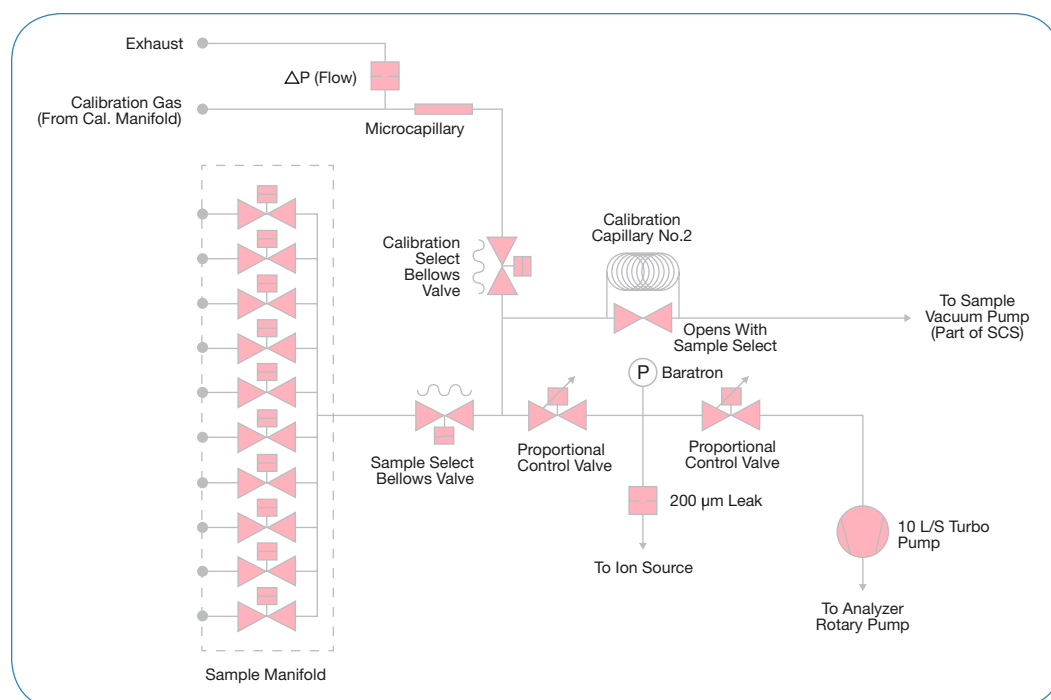 Exhaust
△P (Flow)
Calibration Gas
(From Cal. Manifold)
Microcapillary
Calibration
Select
Bellows
Valve
Calibration
Capillary No.2
Opens With
Sample Select
To Sample
Vacuum Pump
(Part of SCS)
P
Baratron
Sample Select
Bellows Valve
Proportional
Control Valve
Proportional
Control Valve
200 µm Leak
To Ion Source
10 L/S Turbo
Pump
To Analyzer
Rotary Pump
Sample Manifold